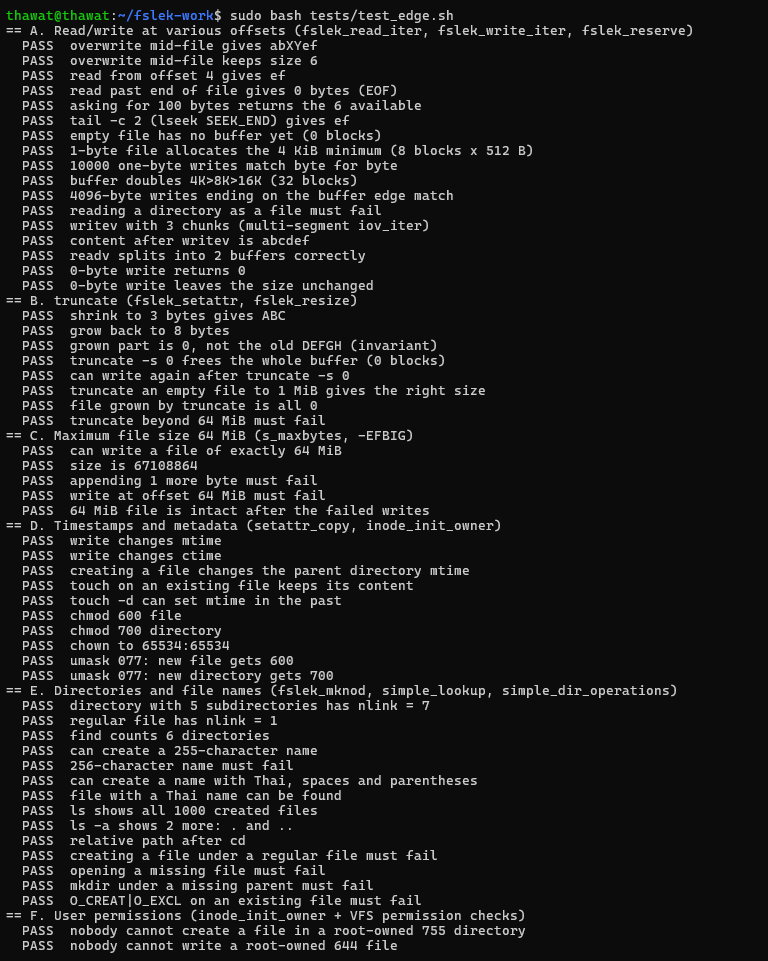 thawat@thawat:~/fslek-work$ sudo bash tests/test_edge.sh
== A. Read/write at various offsets (fslek_read_iter, fslek_write_iter, fslek_reserve)
  PASS  overwrite mid-file gives abXYef
  PASS  overwrite mid-file keeps size 6
  PASS  read from offset 4 gives ef
  PASS  read past end of file gives 0 bytes (EOF)
  PASS  asking for 100 bytes returns the 6 available
  PASS  tail -c 2 (lseek SEEK_END) gives ef
  PASS  empty file has no buffer yet (0 blocks)
  PASS  1-byte file allocates the 4 KiB minimum (8 blocks x 512 B)
  PASS  10000 one-byte writes match byte for byte
  PASS  buffer doubles 4K>8K>16K (32 blocks)
  PASS  4096-byte writes ending on the buffer edge match
  PASS  reading a directory as a file must fail
  PASS  writev with 3 chunks (multi-segment iov_iter)
  PASS  content after writev is abcdef
  PASS  readv splits into 2 buffers correctly
  PASS  0-byte write returns 0
  PASS  0-byte write leaves the size unchanged
== B. truncate (fslek_setattr, fslek_resize)
  PASS  shrink to 3 bytes gives ABC
  PASS  grow back to 8 bytes
  PASS  grown part is 0, not the old DEFGH (invariant)
  PASS  truncate -s 0 frees the whole buffer (0 blocks)
  PASS  can write again after truncate -s 0
  PASS  truncate an empty file to 1 MiB gives the right size
  PASS  file grown by truncate is all 0
  PASS  truncate beyond 64 MiB must fail
== C. Maximum file size 64 MiB (s_maxbytes, -EFBIG)
  PASS  can write a file of exactly 64 MiB
  PASS  size is 67108864
  PASS  appending 1 more byte must fail
  PASS  write at offset 64 MiB must fail
  PASS  64 MiB file is intact after the failed writes
== D. Timestamps and metadata (setattr_copy, inode_init_owner)
  PASS  write changes mtime
  PASS  write changes ctime
  PASS  creating a file changes the parent directory mtime
  PASS  touch on an existing file keeps its content
  PASS  touch -d can set mtime in the past
  PASS  chmod 600 file
  PASS  chmod 700 directory
  PASS  chown to 65534:65534
  PASS  umask 077: new file gets 600
  PASS  umask 077: new directory gets 700
== E. Directories and file names (fslek_mknod, simple_lookup, simple_dir_operations)
  PASS  directory with 5 subdirectories has nlink = 7
  PASS  regular file has nlink = 1
  PASS  find counts 6 directories
  PASS  can create a 255-character name
  PASS  256-character name must fail
  PASS  can create a name with Thai, spaces and parentheses
  PASS  file with a Thai name can be found
  PASS  ls shows all 1000 created files
  PASS  ls -a shows 2 more: . and ..
  PASS  relative path after cd
  PASS  creating a file under a regular file must fail
  PASS  opening a missing file must fail
  PASS  mkdir under a missing parent must fail
  PASS  O_CREAT|O_EXCL on an existing file must fail
== F. User permissions (inode_init_owner + VFS permission checks)
  PASS  nobody cannot create a file in a root-owned 755 directory
  PASS  nobody cannot write a root-owned 644 file